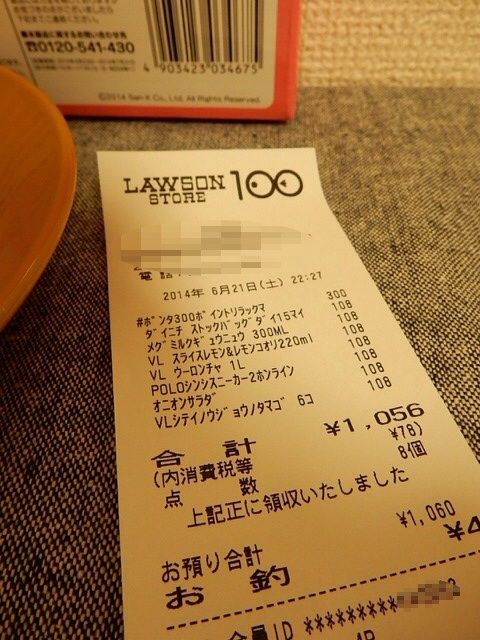 ☎0120-541-430
4 903423 034675
©2014 San-X Co., Ltd. All Rights Reserved.
LAWSON
STORE 100
電話
2014年 6月21日(土) 22:27
#ポンタ300ポイントリラックマ 300
ダイニチ ストックバッグダイ15マイ 108
メグミルクギュウニュウ 300ML 108
VL スライスレモン&レモンコオリ220ml 108
VL ウーロンチャ 1L 108
POLOシンシスニーカー2ホンライン 108
オニオンサラダ 108
VLシテイノウジョウノタマゴ 6コ 108
合計 ¥1,056
(内消費税等 ¥78)
点数 8個
上記正に領収いたしました
お預り合計 ¥1,060
お釣 ¥4
会員ID *********